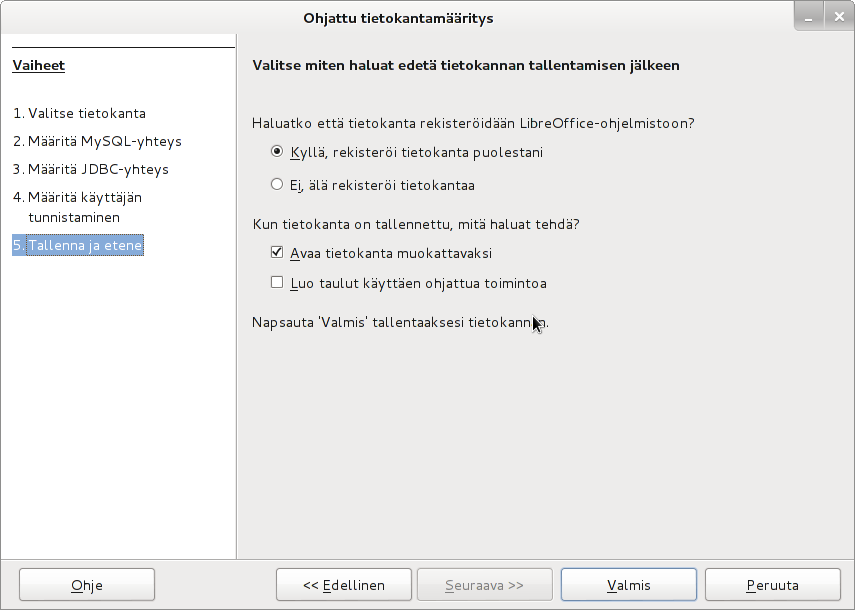 Ohjattu tietokantamääritys
Vaiheet
1. Valitse tietokanta
2. Määritä MySQL-yhteys
3. Määritä JDBC-yhteys
4. Määritä käyttäjän
tunnistaminen
5. Tallenna ja etene
Valitse miten haluat edetä tietokannan tallentamisen jälkeen
Haluatko että tietokanta rekisteröidään LibreOffice-ohjelmistoon?
Kyllä, rekisteröi tietokanta puolestani
Ei, älä rekisteröi tietokantaa
Kun tietokanta on tallennettu, mitä haluat tehdä?
Avaa tietokanta muokattavaksi
Luo taulut käyttäen ohjattua toimintoa
Napsauta 'Valmis' tallentaaksesi tietokannan.
Ohje
<< Edellinen
Seuraava >>
Valmis
Peruuta